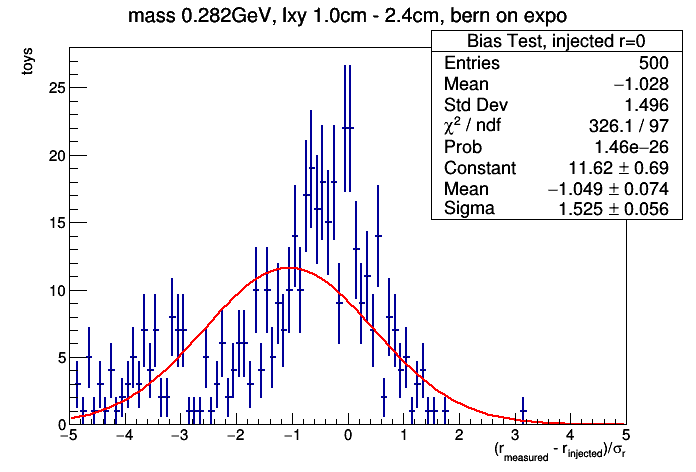 mass 0.282GeV, lxy 1.0cm - 2.4cm, bern on expo
Bias Test, injected r=0
Entries 500
Mean −1.028
Std Dev 1.496
χ² / ndf 326.1 / 97
Prob 1.46e−26
Constant 11.62 ± 0.69
Mean −1.049 ± 0.074
Sigma 1.525 ± 0.056
toys
25
20
15
10
5
0
−5 −4 −3 −2 −1 0 1 2 3 4 5
(r_measured - r_injected)/σ_r